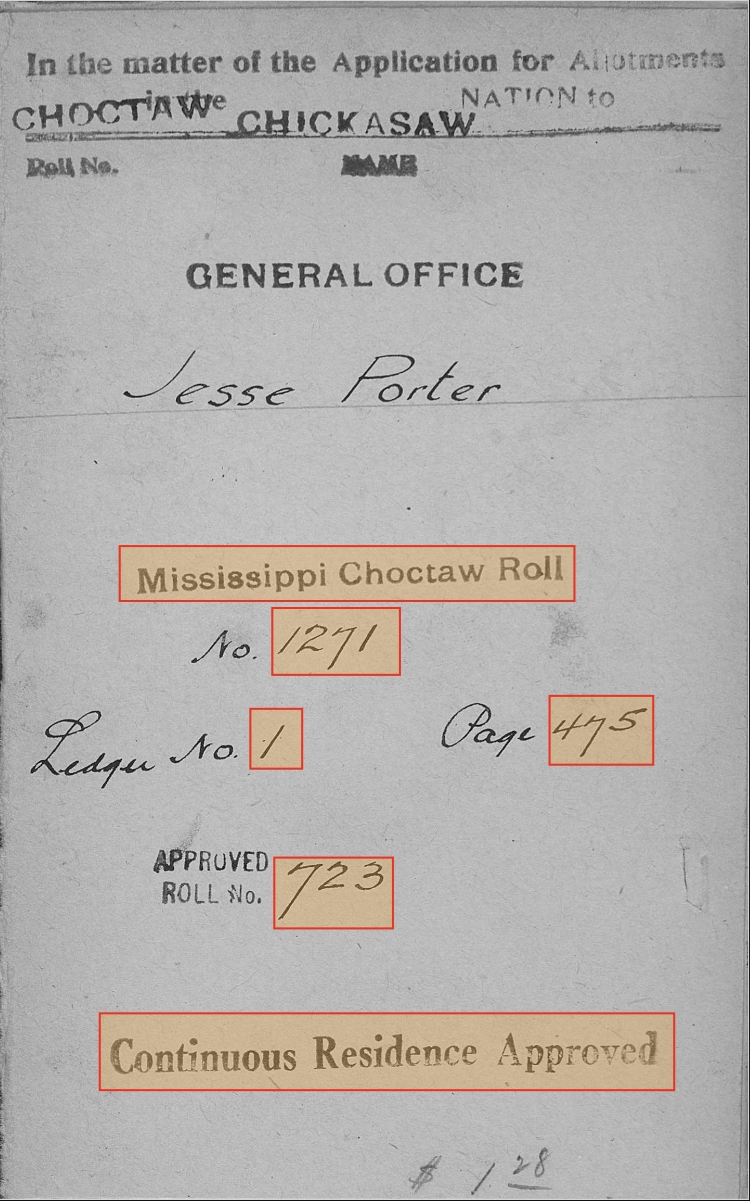 In the matter of the Application for Allotments
in the NATION to
CHOCTAW CHICKASAW
Roll No. NAME
GENERAL OFFICE
Jesse Porter
Mississippi Choctaw Roll
No. 1271
Ledger No. 1 Page 475
APPROVED
ROLL No. 723
Continuous Residence Approved
$ 1.28